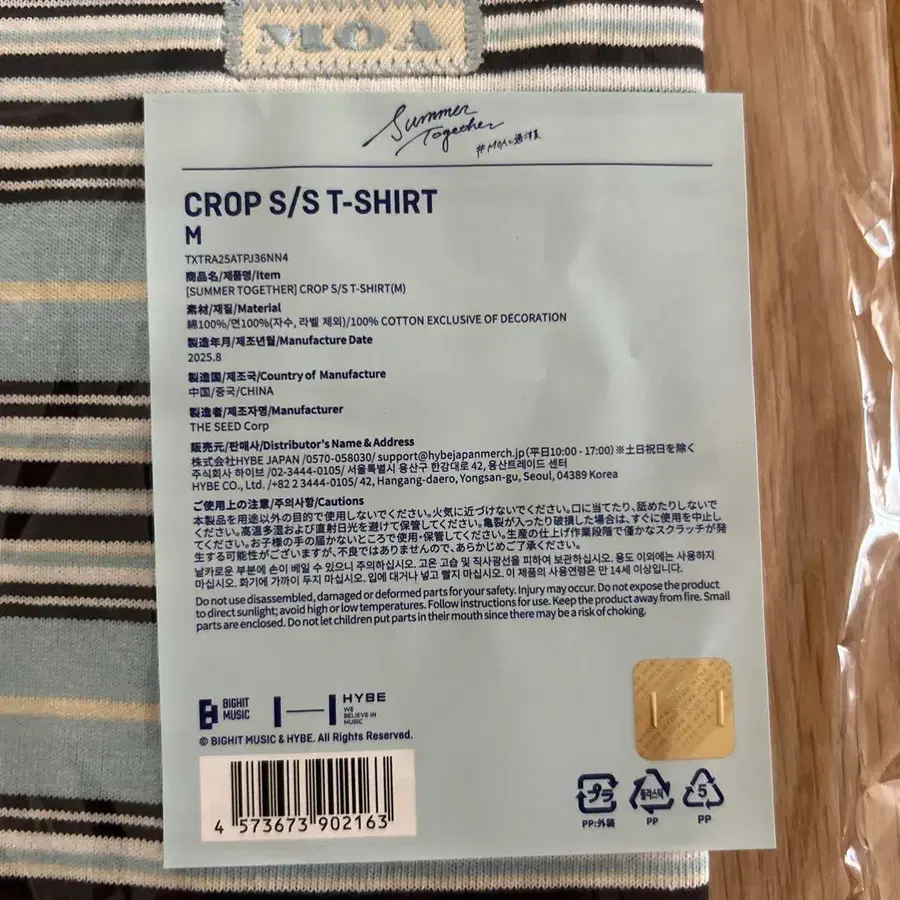 MOA
Summer
Together
#MOAと過ごす夏
CROP S/S T-SHIRT
M
TXTRA25ATPJ36NN4
商品名/제품명/Item
[SUMMER TOGETHER] CROP S/S T-SHIRT(M)
素材/재질/Material
綿100%/면100%(자수, 라벨 제외)/100% COTTON EXCLUSIVE OF DECORATION
製造年月/제조년월/Manufacture Date
2025.8
製造国/제조국/Country of Manufacture
中国/중국/CHINA
製造者/제조자명/Manufacturer
THE SEED Corp
販売元/판매사/Distributor's Name & Address
株式会社HYBE JAPAN /0570-058030/ support@hybejapanmerch.jp (平日10:00 - 17:00) ※土日祝日を除く
주식회사 하이브 /02-3444-0105/ 서울특별시 용산구 한강대로 42, 용산트레이드 센터
HYBE CO., Ltd. /+82 2 3444-0105/ 42, Hangang-daero, Yongsan-gu, Seoul, 04389 Korea
ご使用上の注意/주의사항/Cautions
本製品を用途以外の目的で使用しないでください。火気に近づけないでください。口に当てたり、舐めたりしないで
ください。高温多湿および直射日光を避けて保管してください。亀裂が入ったり破損した場合は、すぐに使用を中止し
てください。お子様の手の届かないところで使用・保管してください。生産の仕上げ作業段階で僅かなスクラッチが発
生する可能性がございますが、不良ではありませんので、あらかじめご了承ください。
날카로운 부분에 손이 베일 수 있으니 주의하십시오. 고온 고습 및 직사광선을 피하여 보관하십시오. 용도 이외에는 사용하지
마십시오. 화기에 가까이 두지 마십시오. 입에 대거나 넣고 빨지 마십시오. 이 제품의 사용연령은 만 14세 이상입니다.
Do not use disassembled, damaged or deformed parts for your safety. Injury may occur. Do not expose the product
to direct sunlight; avoid high or low temperatures. Follow instructions for use. Keep the product away from fire. Small
parts are enclosed. Do not let children put parts in their mouth since there may be a risk of choking.
BIGHIT
MUSIC
HYBE
WE
BELIEVE IN
MUSIC
© BIGHIT MUSIC & HYBE. All Rights Reserved.
4 573673 902163
プラ
PP:外装
플라스틱
PP
5
PP